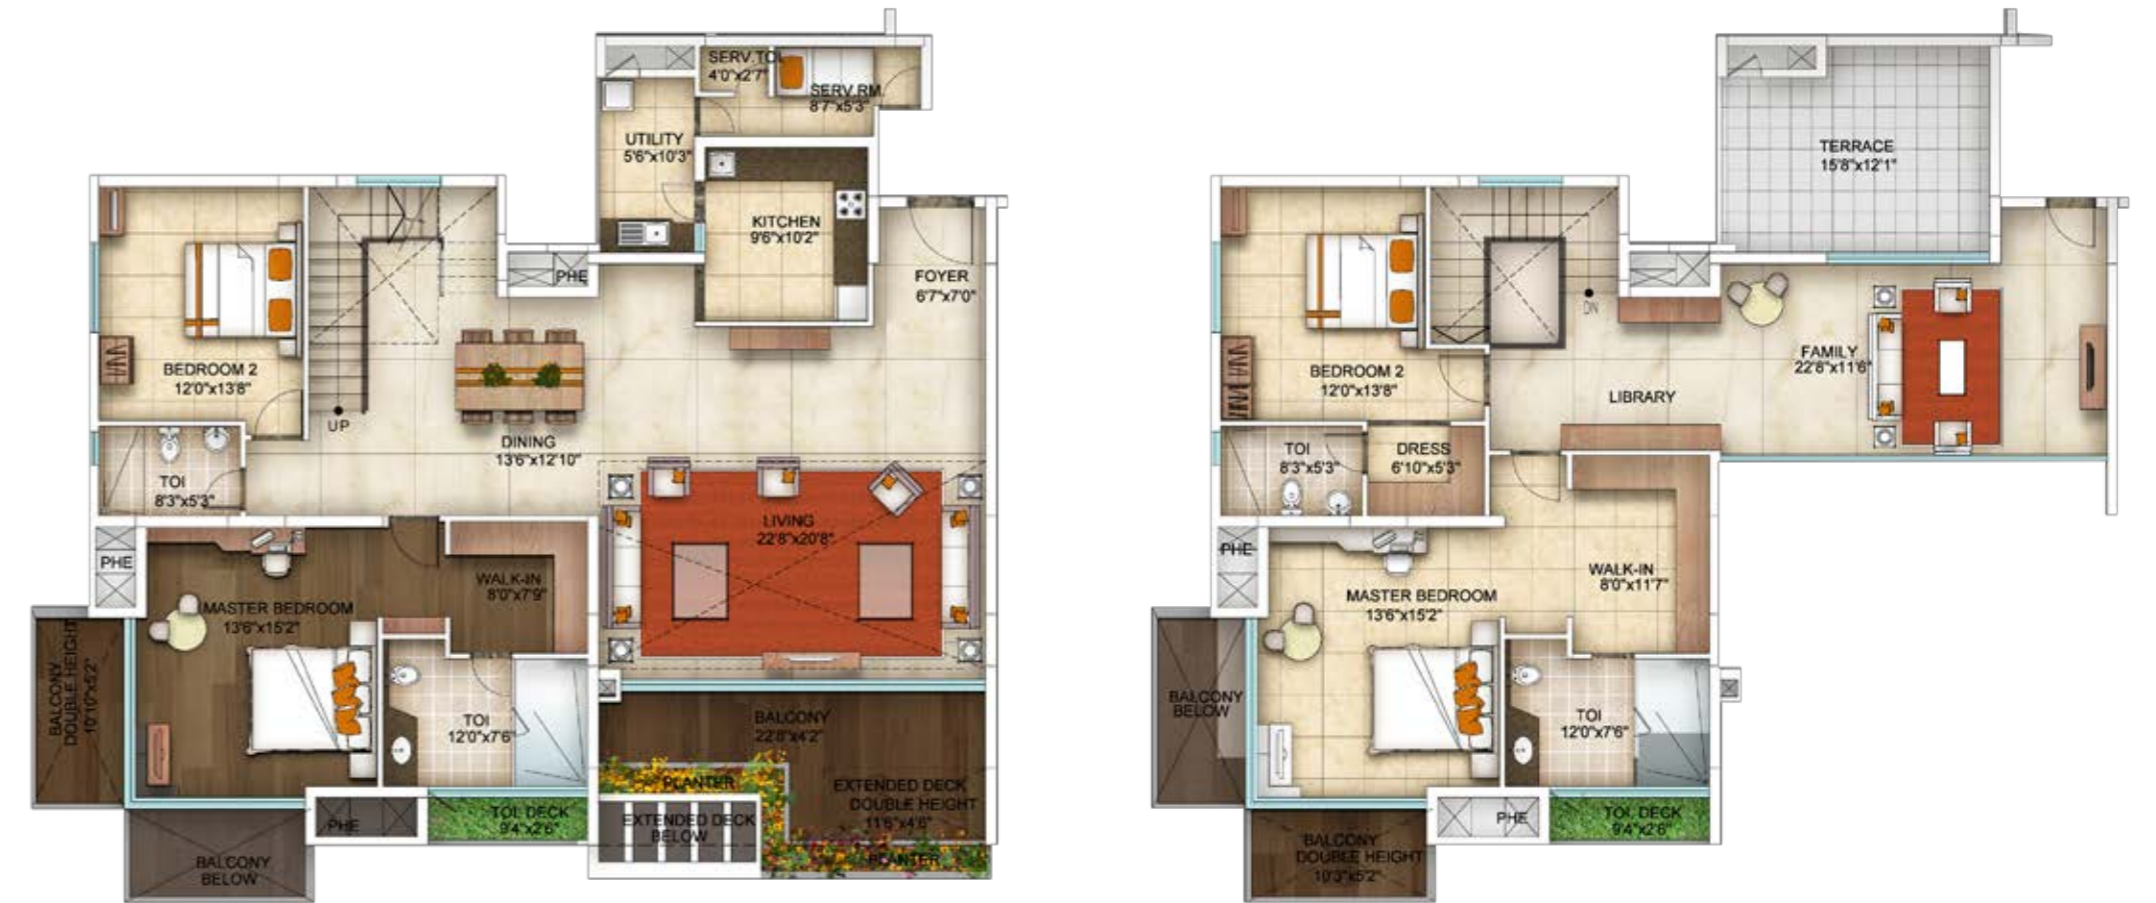 SERV.TOI
4'0"x2'7"
SERV.RM.
8'7"x5'3"
UTILITY
5'6"x10'3"
KITCHEN
9'6"x10'2"
FOYER
6'7"x7'0"
PHE
BEDROOM 2
12'0"x13'8"
UP
DINING
13'6"x12'10"
TOI
8'3"x5'3"
LIVING
22'8"x20'8"
PHE
WALK-IN
8'0"x7'9"
MASTER BEDROOM
13'6"x15'2"
BALCONY
DOUBLE HEIGHT
10'10"x5'2"
TOI
12'0"x7'6"
BALCONY
22'8"x4'2"
PLANTER
EXTENDED DECK
DOUBLE HEIGHT
11'6"x4'6"
PHE
TOI. DECK
9'4"x2'6"
EXTENDED DECK
BELOW
PLANTER
BALCONY
BELOW
TERRACE
15'8"x12'1"
DN
BEDROOM 2
12'0"x13'8"
FAMILY
22'8"x11'6"
LIBRARY
TOI
8'3"x5'3"
DRESS
6'10"x5'3"
PHE
WALK-IN
8'0"x11'7"
MASTER BEDROOM
13'6"x15'2"
BALCONY
BELOW
TOI
12'0"x7'6"
PHE
TOI. DECK
9'4"x2'6"
BALCONY
DOUBLE HEIGHT
10'3"x5'2"